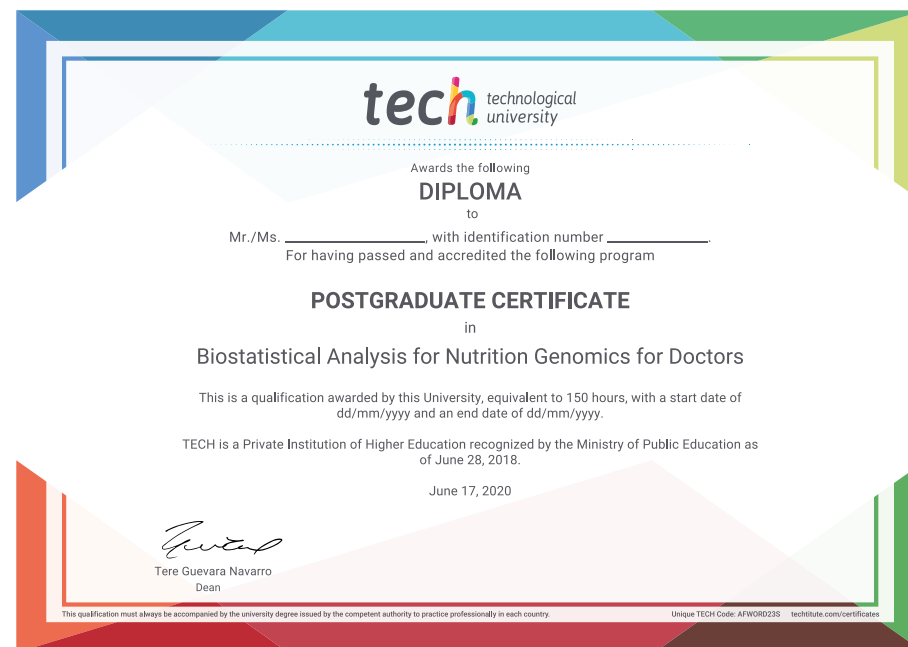 tech technological
university
Awards the following
DIPLOMA
to
Mr./Ms. ____________________, with identification number ______________.
For having passed and accredited the following program
POSTGRADUATE CERTIFICATE
in
Biostatistical Analysis for Nutrition Genomics for Doctors
This is a qualification awarded by this University, equivalent to 150 hours, with a start date of
dd/mm/yyyy and an end date of dd/mm/yyyy.
TECH is a Private Institution of Higher Education recognized by the Ministry of Public Education as
of June 28, 2018.
June 17, 2020
Tere Guevara Navarro
Dean
This qualification must always be accompanied by the university degree issued by the competent authority to practice professionally in each country. Unique TECH Code: AFWORD23S techtitute.com/certificates